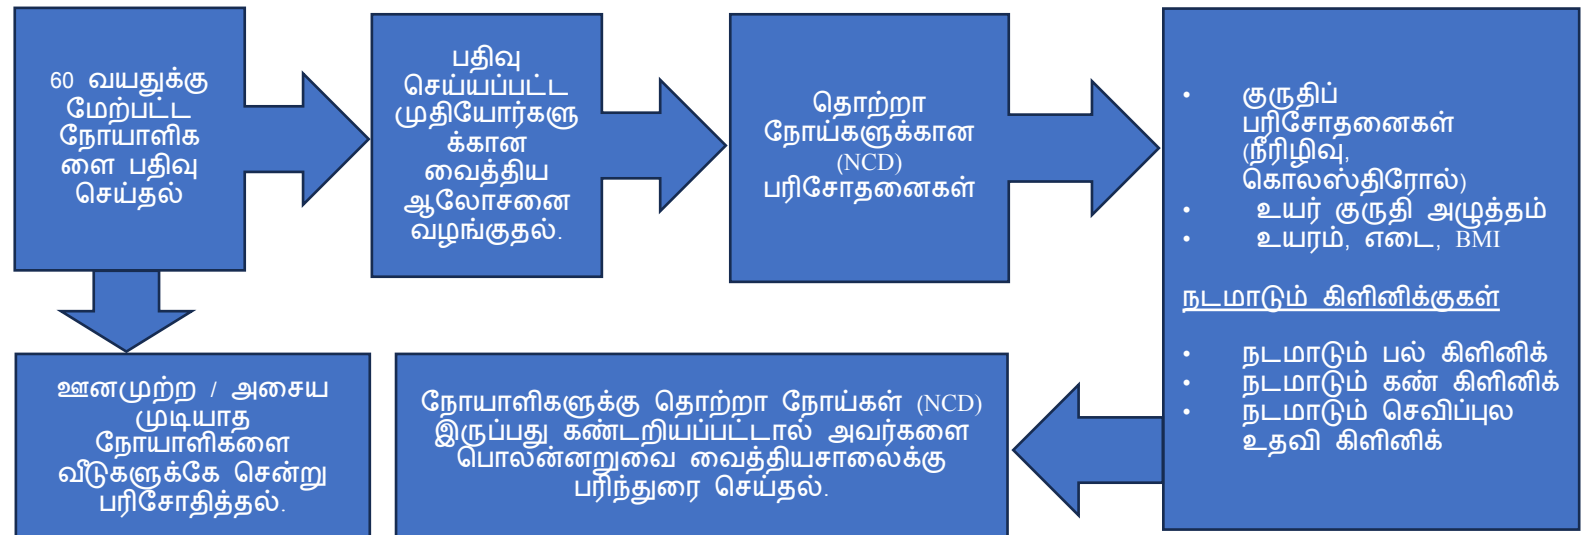 60 வயதுக்கு
மேற்பட்ட
நோயாளிக
ளை பதிவு
செய்தல்
பதிவு
செய்யப்பட்ட
முதியோர்களு
க்கான
வைத்திய
ஆலோசனை
வழங்குதல்.
தொற்றா
நோய்களுக்கான
(NCD)
பரிசோதனைகள்
• குருதிப்
பரிசோதனைகள்
(நீரிழிவு,
கொலஸ்திரோல்)
• உயர் குருதி அழுத்தம்
• உயரம், எடை, BMI
நடமாடும் கிளினிக்குகள்
• நடமாடும் பல் கிளினிக்
• நடமாடும் கண் கிளினிக்
• நடமாடும் செவிப்புல
உதவி கிளினிக்
நோயாளிகளுக்கு தொற்றா நோய்கள் (NCD)
இருப்பது கண்டறியப்பட்டால் அவர்களை
பொலன்னறுவை வைத்தியசாலைக்கு
பரிந்துரை செய்தல்.
ஊனமுற்ற / அசைய
முடியாத
நோயாளிகளை
வீடுகளுக்கே சென்று
பரிசோதித்தல்.